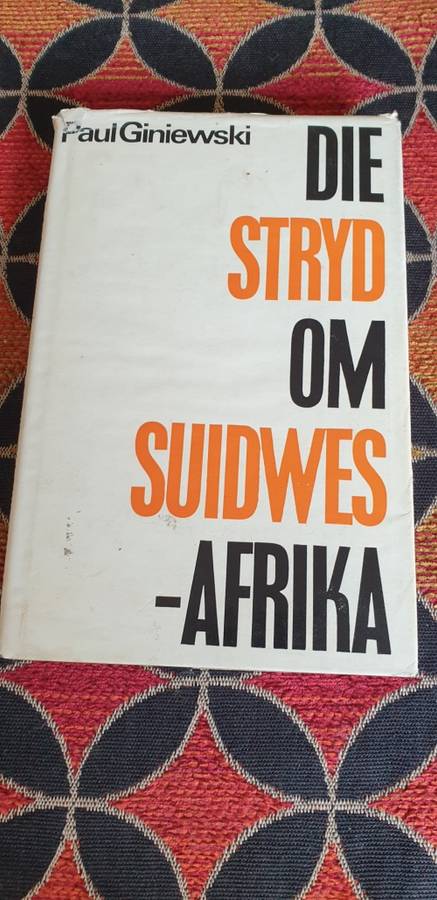 Paul Giniewski
DIE
STRYD
OM
SUIDWES
-AFRIKA